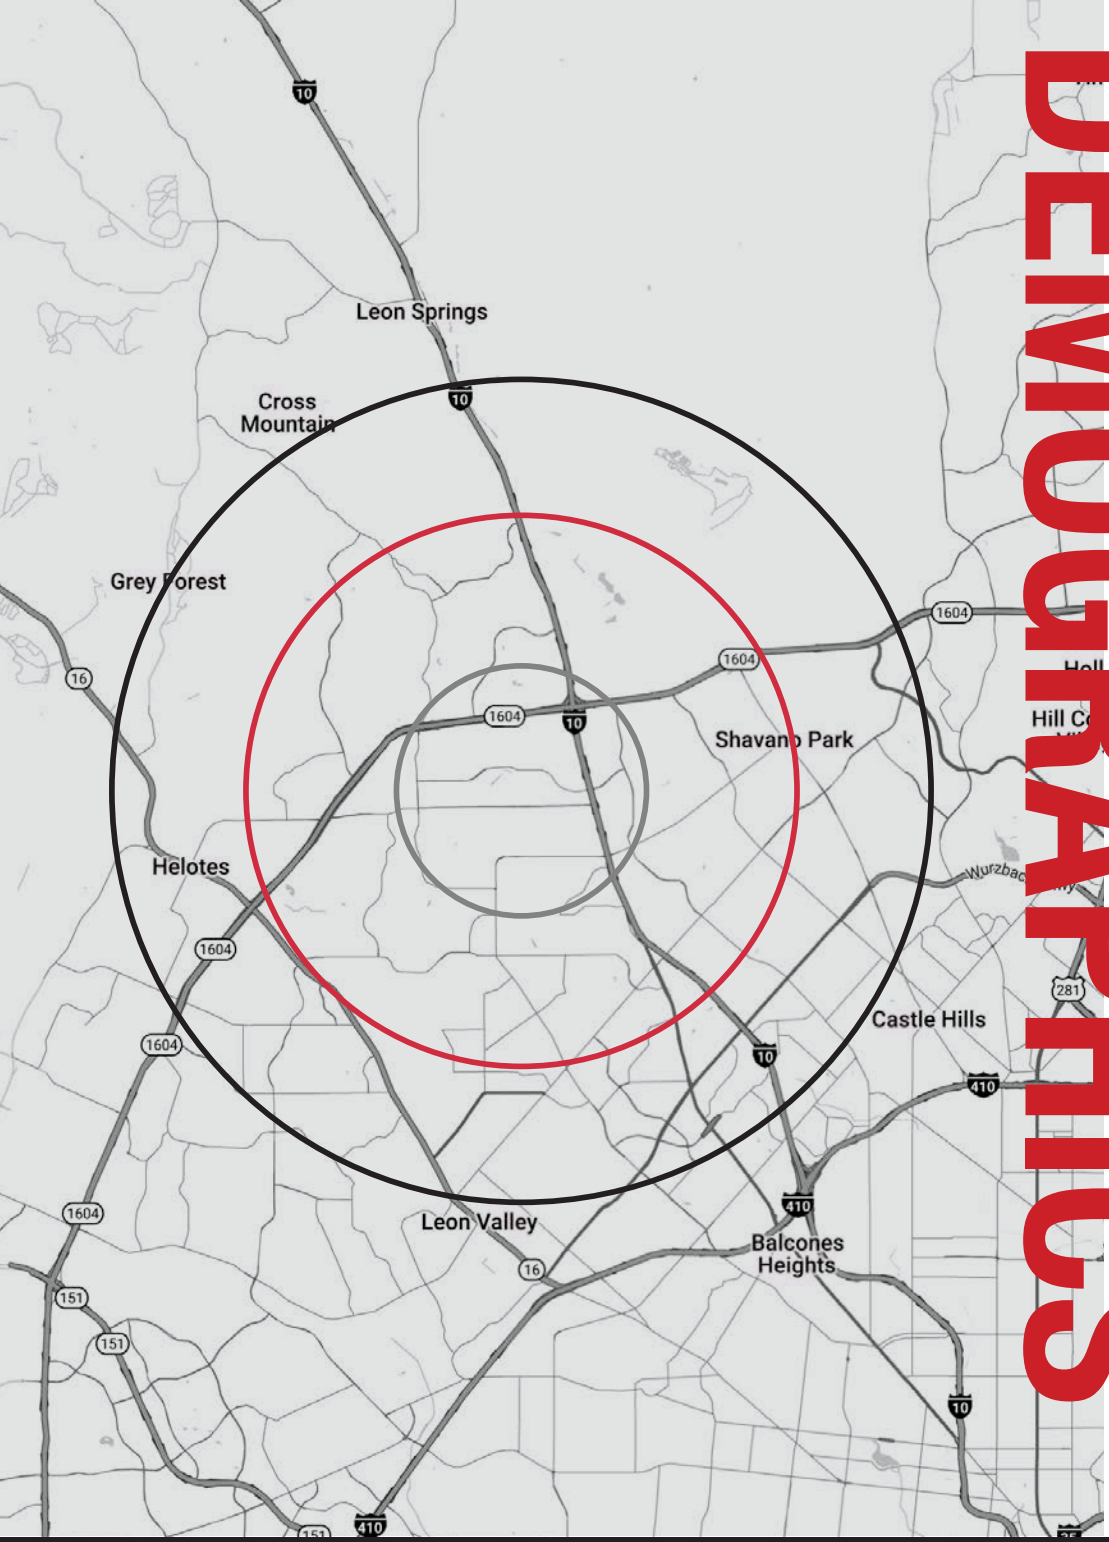 10
Leon Springs
10
Cross
Mountain
Grey Forest
1604
1604
16
1604
10
Shavano Park
Helotes
1604
281
Castle Hills
1604
10
410
1604
410
Leon Valley
Balcones
Heights
16
151
151
10
410
151
DEMOGRAPHICS